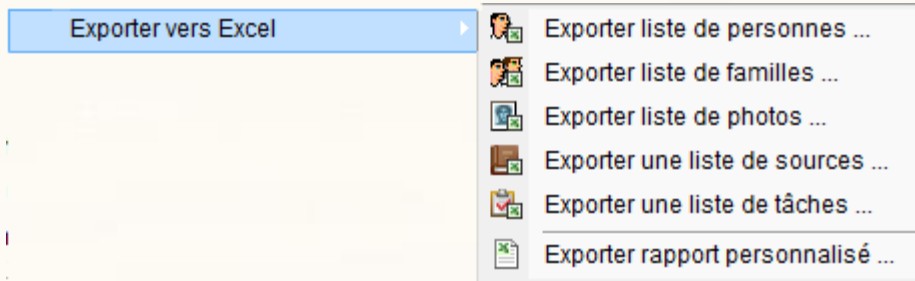 Exporter vers Excel
Exporter liste de personnes ...
Exporter liste de familles ...
Exporter liste de photos ...
Exporter une liste de sources ...
Exporter une liste de tâches ...
Exporter rapport personnalisé ...